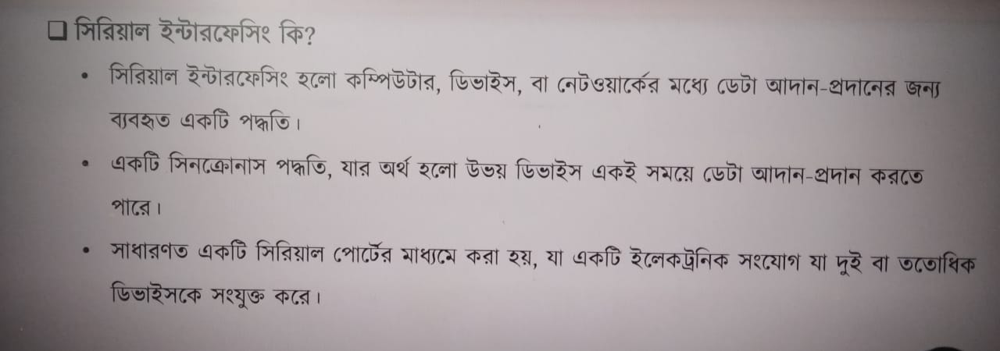 ❑ সিরিয়াল ইন্টারফেসিং কি?
• সিরিয়াল ইন্টারফেসিং হলো কম্পিউটার, ডিভাইস, বা নেটওয়ার্কের মধ্যে ডেটা আদান-প্রদানের জন্য
ব্যবহৃত একটি পদ্ধতি।
• একটি সিনক্রোনাস পদ্ধতি, যার অর্থ হলো উভয় ডিভাইস একই সময়ে ডেটা আদান-প্রদান করতে
পারে।
• সাধারণত একটি সিরিয়াল পোর্টের মাধ্যমে করা হয়, যা একটি ইলেকট্রনিক সংযোগ যা দুই বা ততোধিক
ডিভাইসকে সংযুক্ত করে।